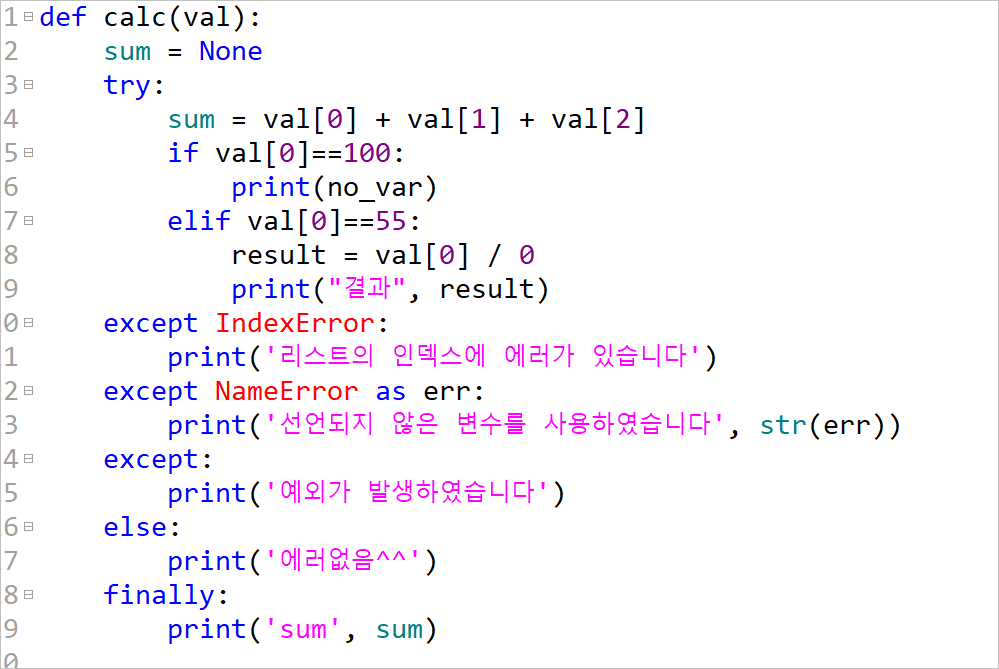 1 def calc(val):
2     sum = None
3     try:
4         sum = val[0] + val[1] + val[2]
5         if val[0]==100:
6             print(no_var)
7         elif val[0]==55:
8             result = val[0] / 0
9             print("결과", result)
0     except IndexError:
1         print('리스트의 인덱스에 에러가 있습니다')
2     except NameError as err:
3         print('선언되지 않은 변수를 사용하였습니다', str(err))
4     except:
5         print('예외가 발생하였습니다')
6     else:
7         print('에러없음^^')
8     finally:
9         print('sum', sum)
0